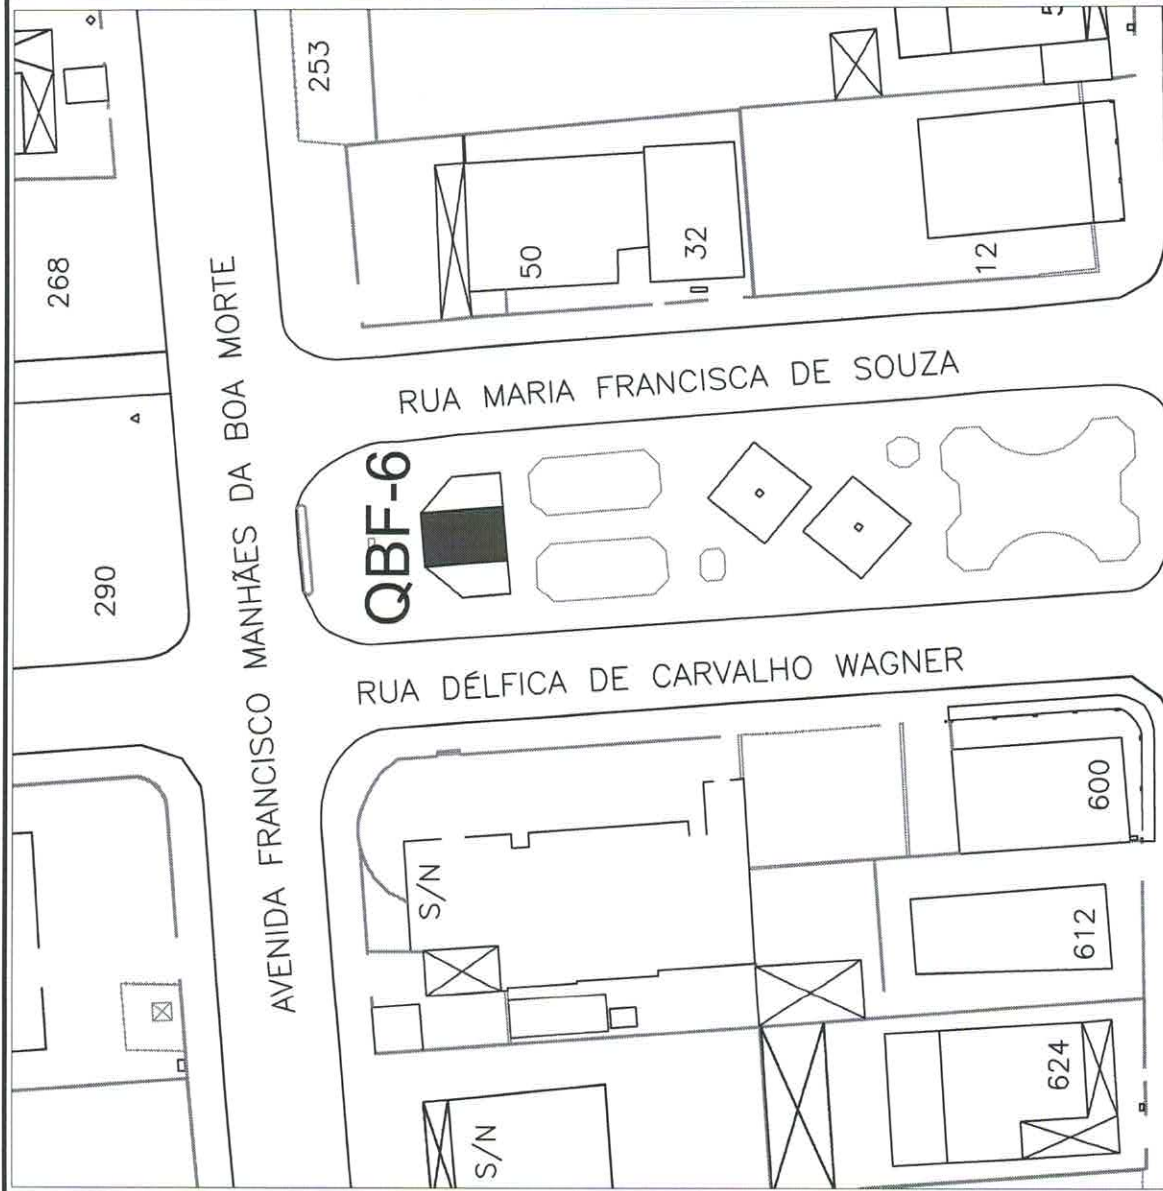 253
268
50
32
12
RUA MARIA FRANCISCA DE SOUZA
AVENIDA FRANCISCO MANHÃES DA BOA MORTE
QBF-6
290
RUA DÉLFICA DE CARVALHO WAGNER
600
S/N
612
624
S/N